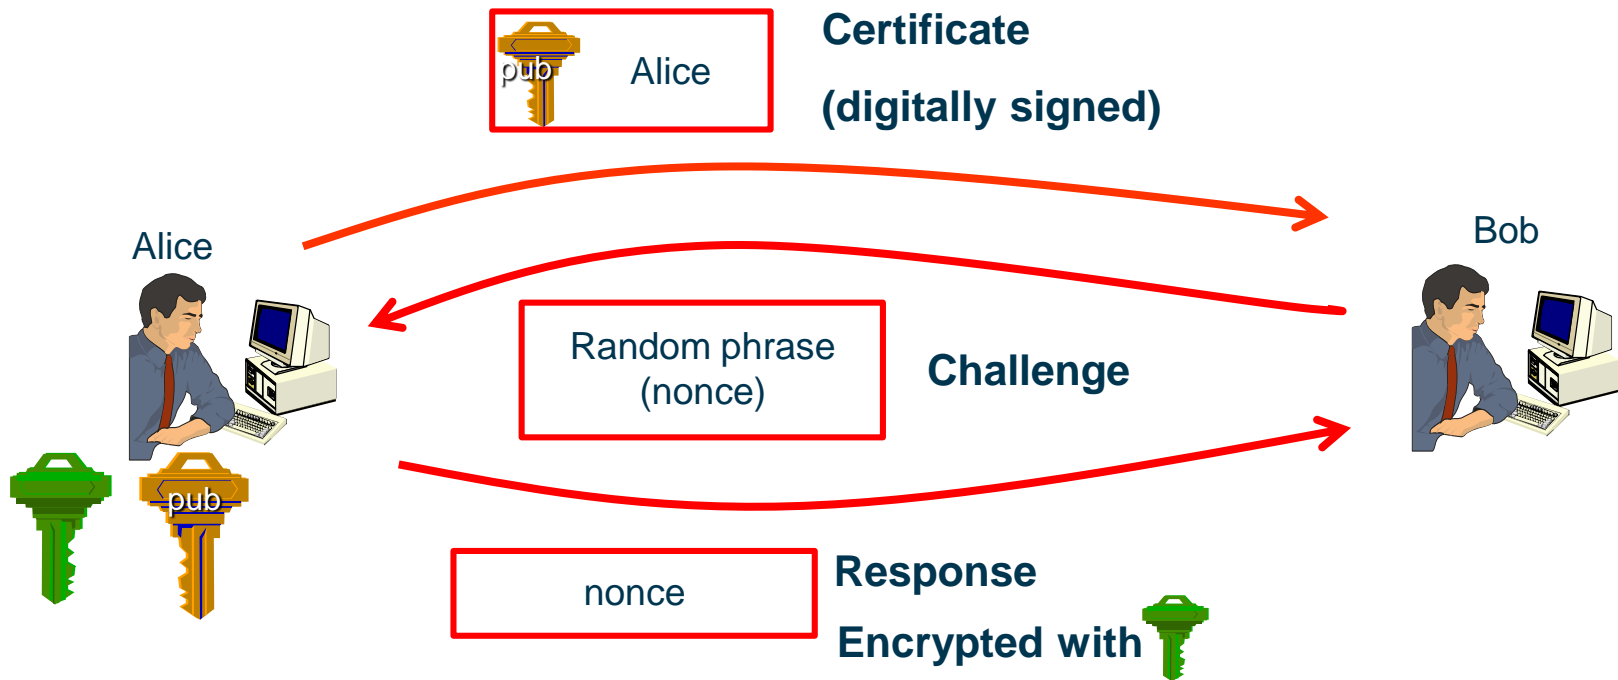 Certificate
(digitally signed)
pub
Alice
Alice
Bob
Random phrase
(nonce)
Challenge
pub
nonce
Response
Encrypted with